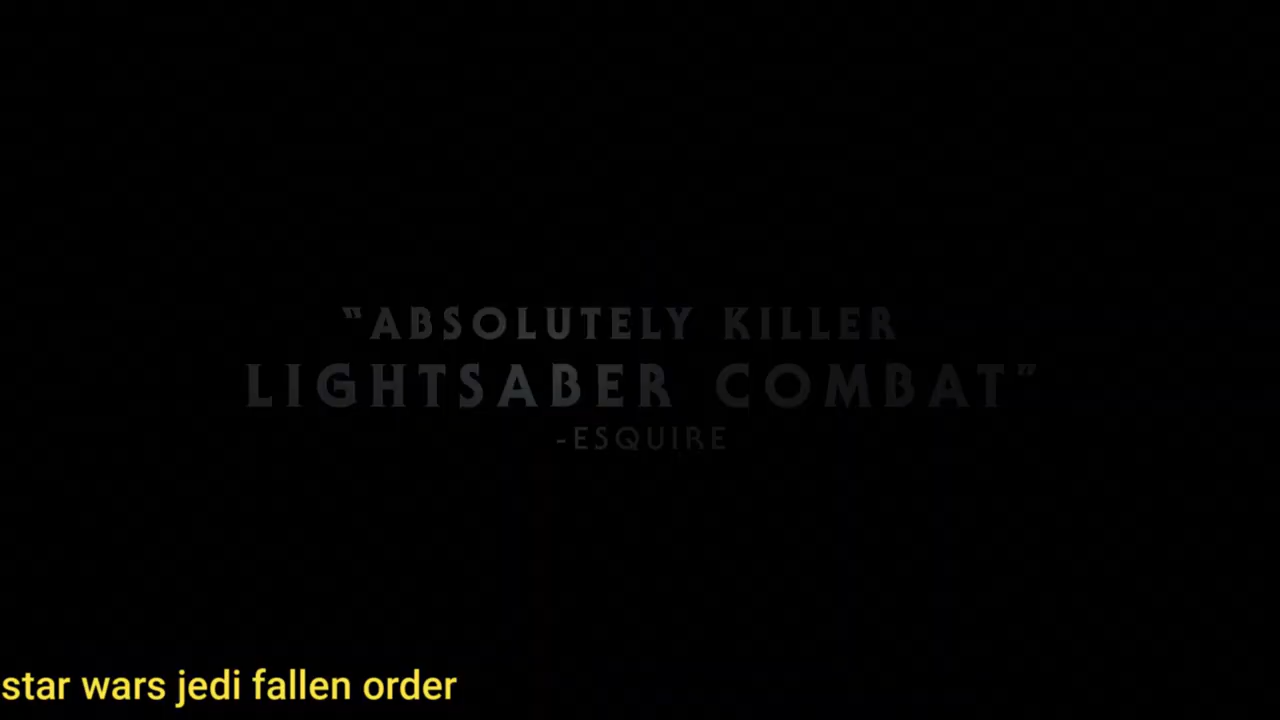 "ABSOLUTELY KILLER
LIGHTSABER COMBAT"
-ESQUIRE
star wars jedi fallen order